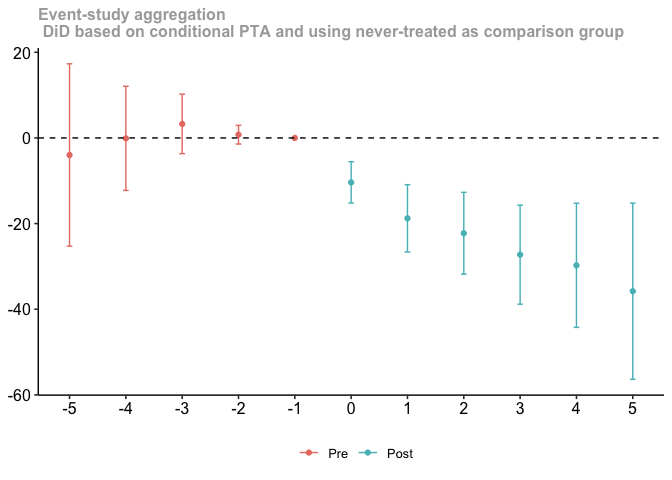 Event-study aggregation
DiD based on conditional PTA and using never-treated as comparison group
20
0
-20
-40
-60
-5 -4 -3 -2 -1 0 1 2 3 4 5
Pre Post